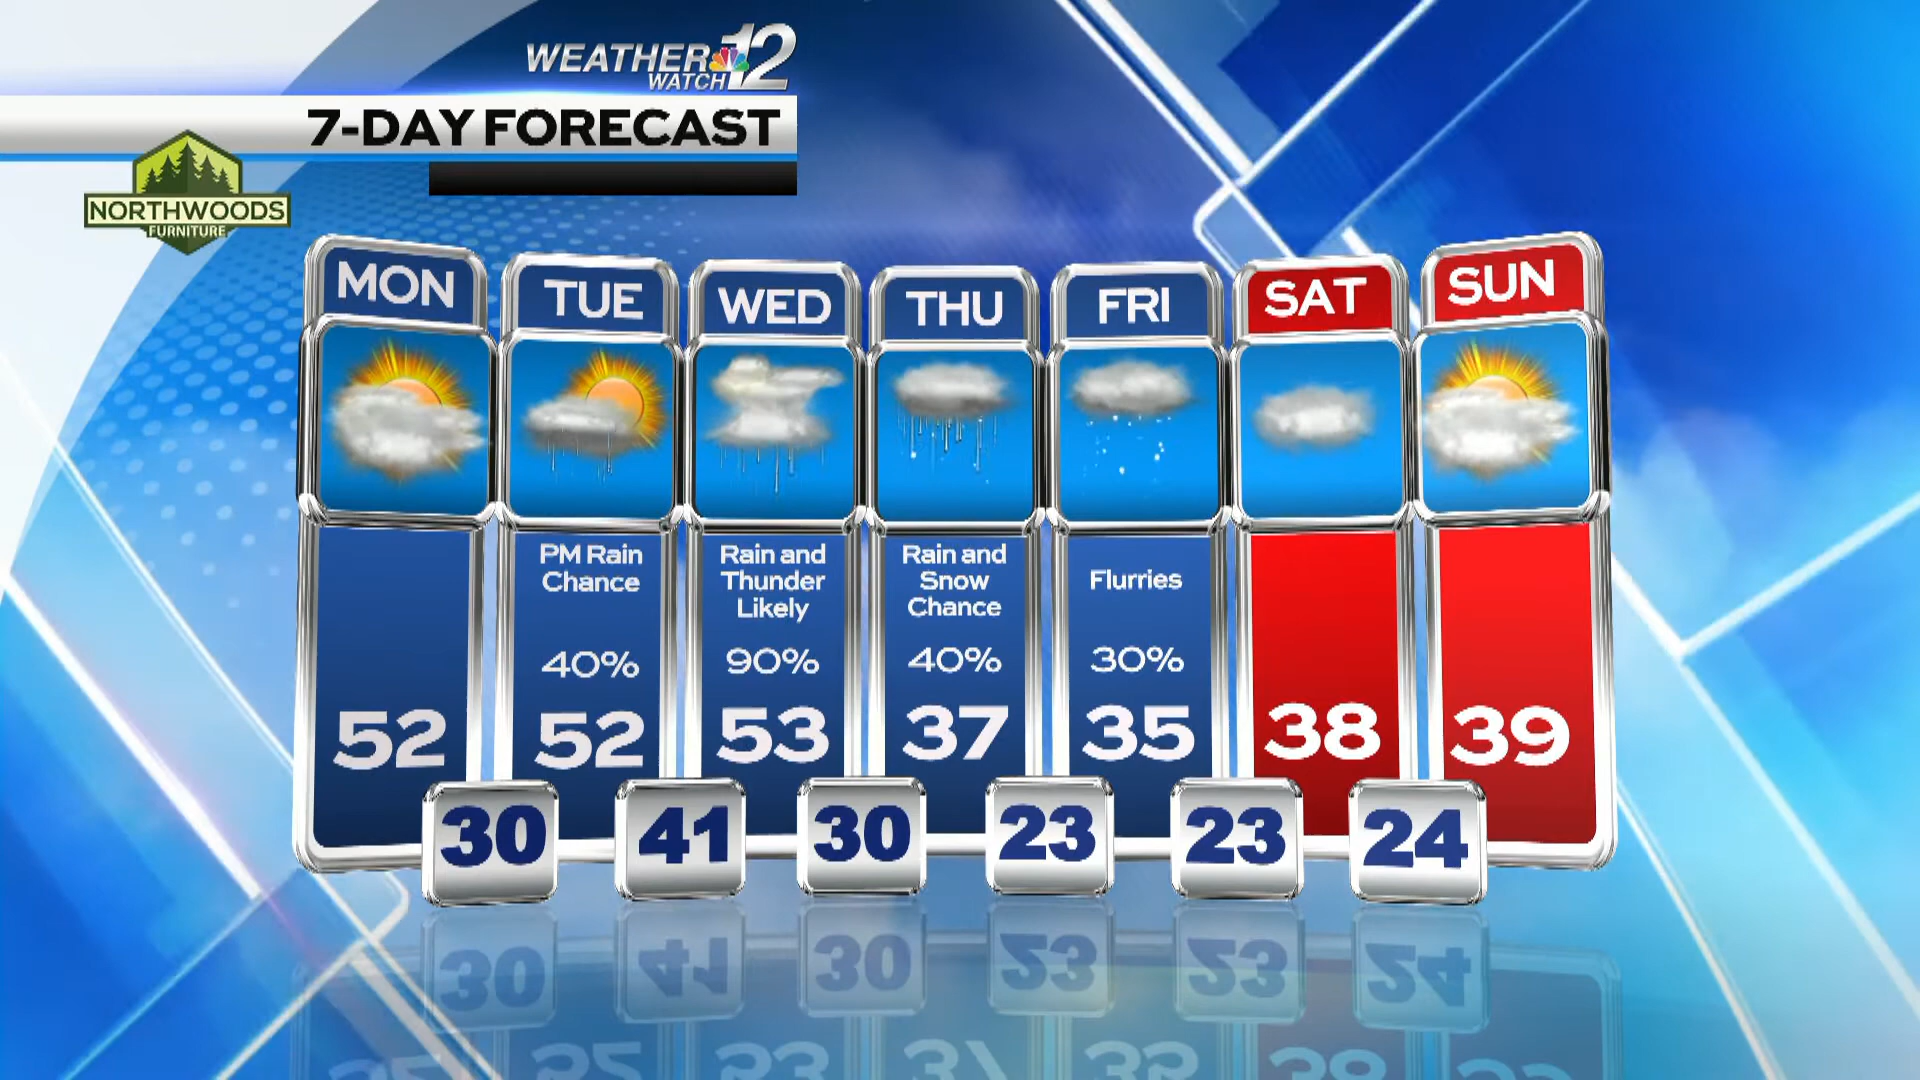 WEATHER 12
WATCH
7-DAY FORECAST
NORTHWOODS
FURNITURE
MON
TUE
WED
THU
FRI
SAT
SUN
PM Rain
Chance
40%
Rain and
Thunder
Likely
90%
Rain and
Snow
Chance
40%
Flurries
30%
52
52
53
37
35
38
39
30
41
30
23
23
24